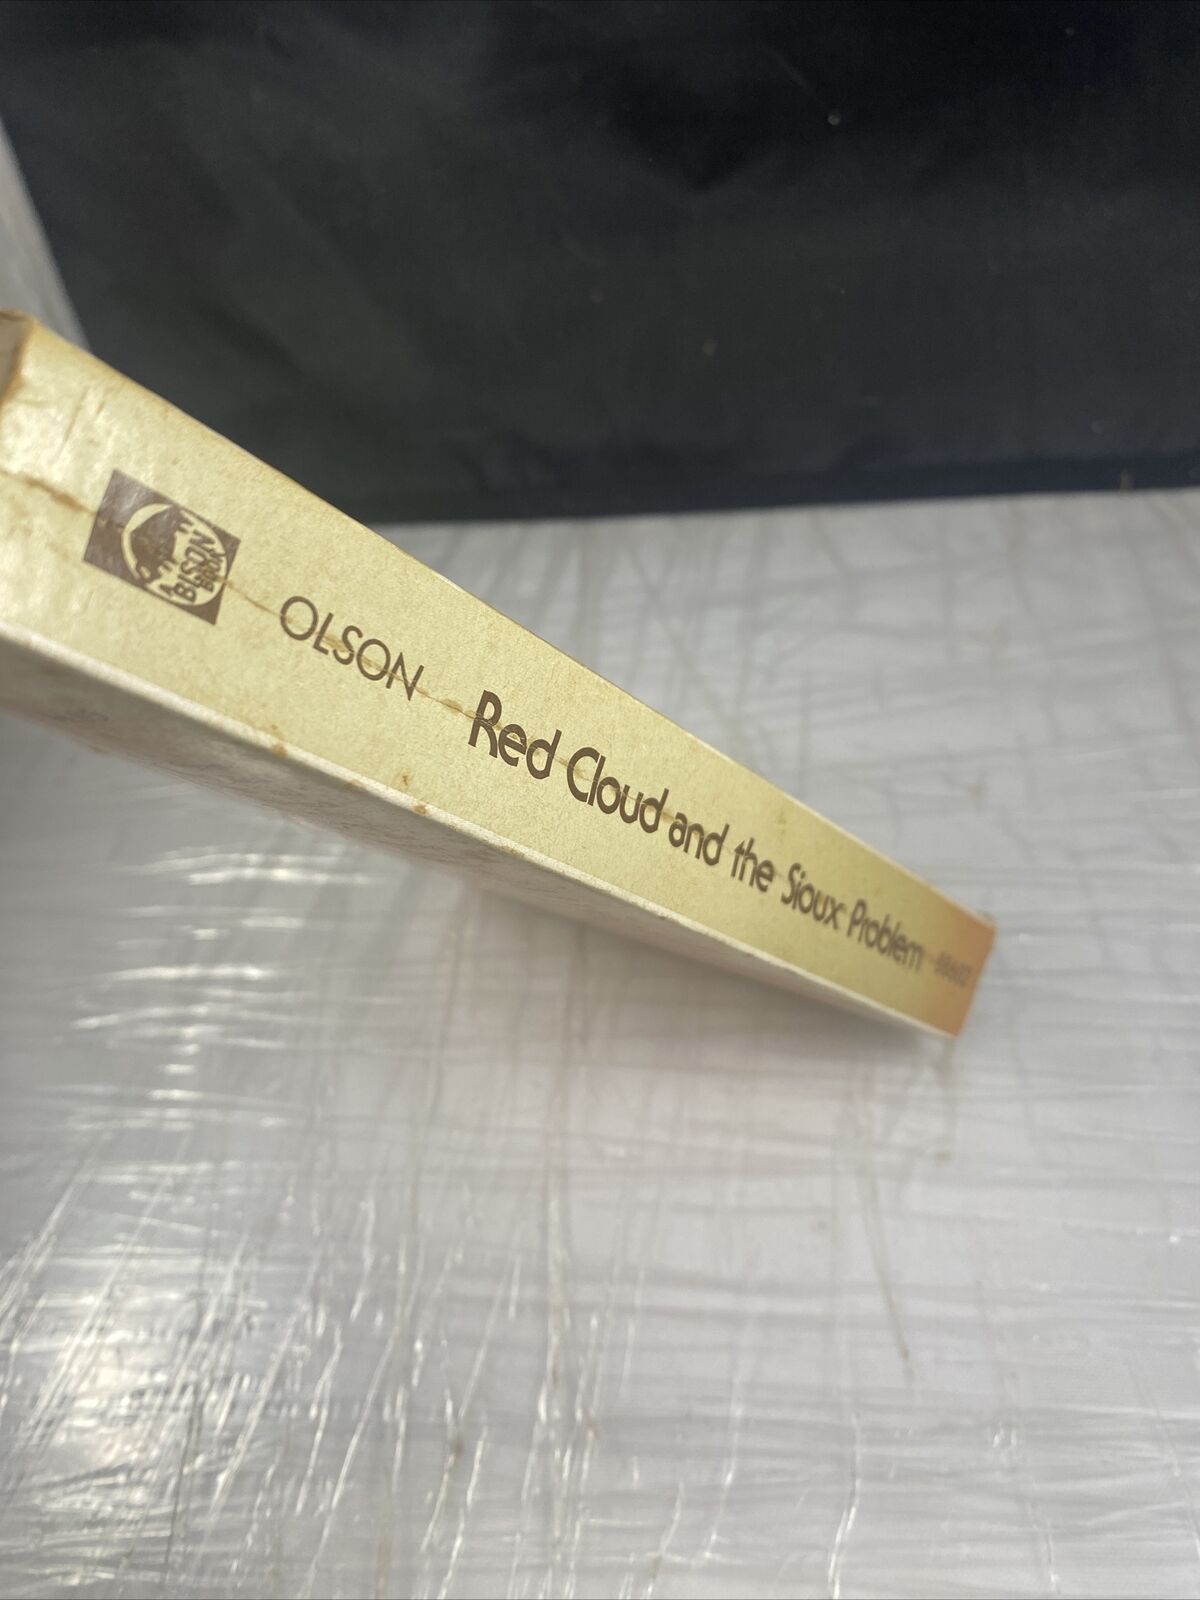 A
BISON
BOOK
OLSON Red Cloud and the Sioux Problem